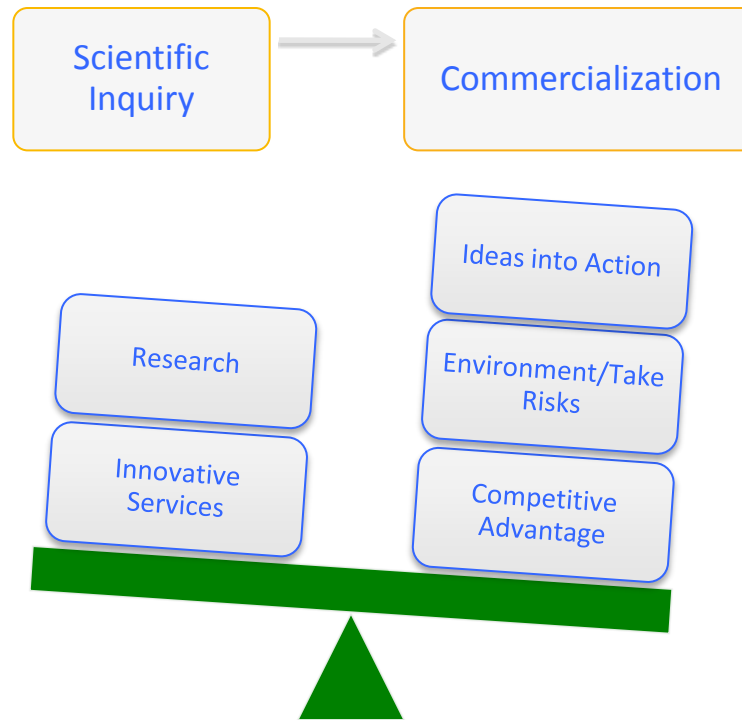 Scientific
Inquiry
Commercialization
Ideas into Action
Research
Environment/Take
Risks
Innovative
Services
Competitive
Advantage